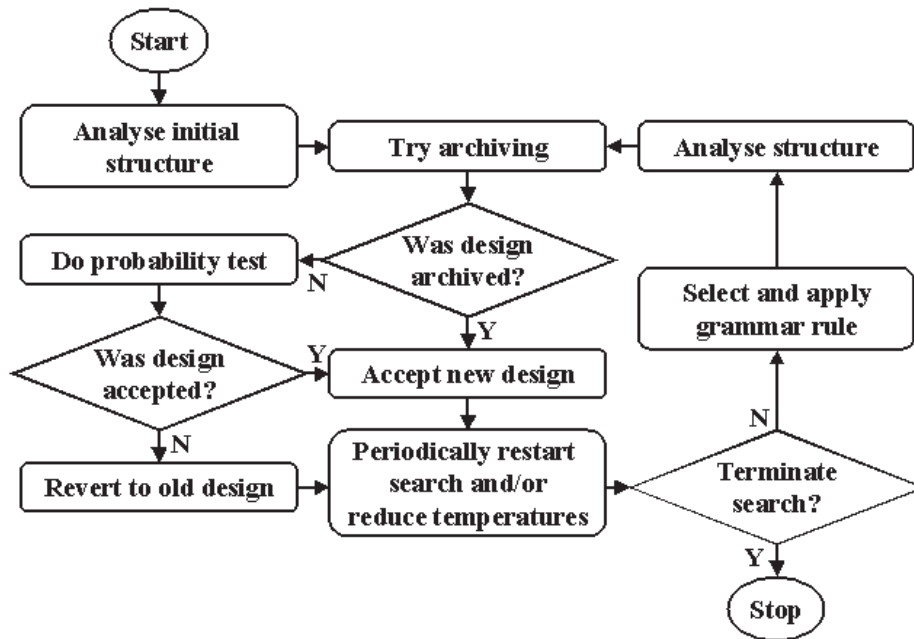 Start
Analyse initial
structure
Try archiving
Analyse structure
Was design
archived?
N
Y
Do probability test
Select and apply
grammar rule
Was design
accepted?
Y
N
Accept new design
Revert to old design
Periodically restart
search and/or
reduce temperatures
Terminate
search?
N
Y
Stop